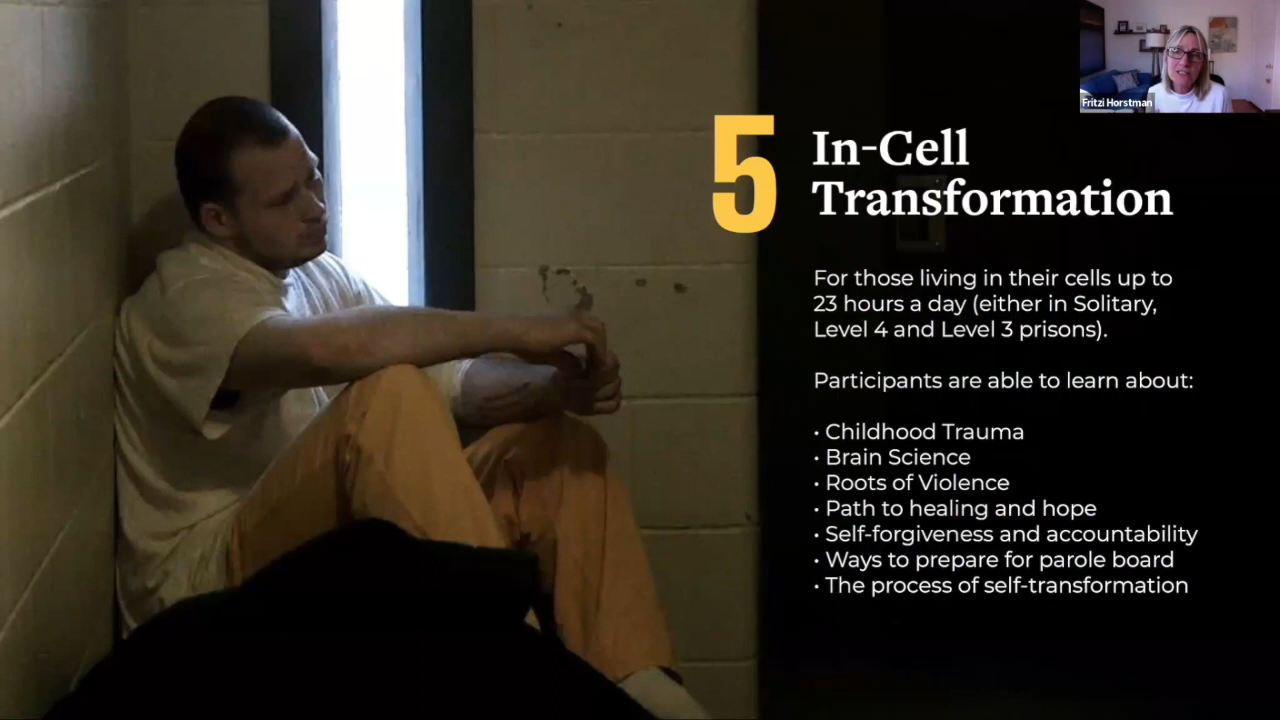 Fritzi Horstman
5
In-Cell
Transformation
For those living in their cells up to
23 hours a day (either in Solitary,
Level 4 and Level 3 prisons).
Participants are able to learn about:
• Childhood Trauma
• Brain Science
• Roots of Violence
• Path to healing and hope
• Self-forgiveness and accountability
• Ways to prepare for parole board
• The process of self-transformation